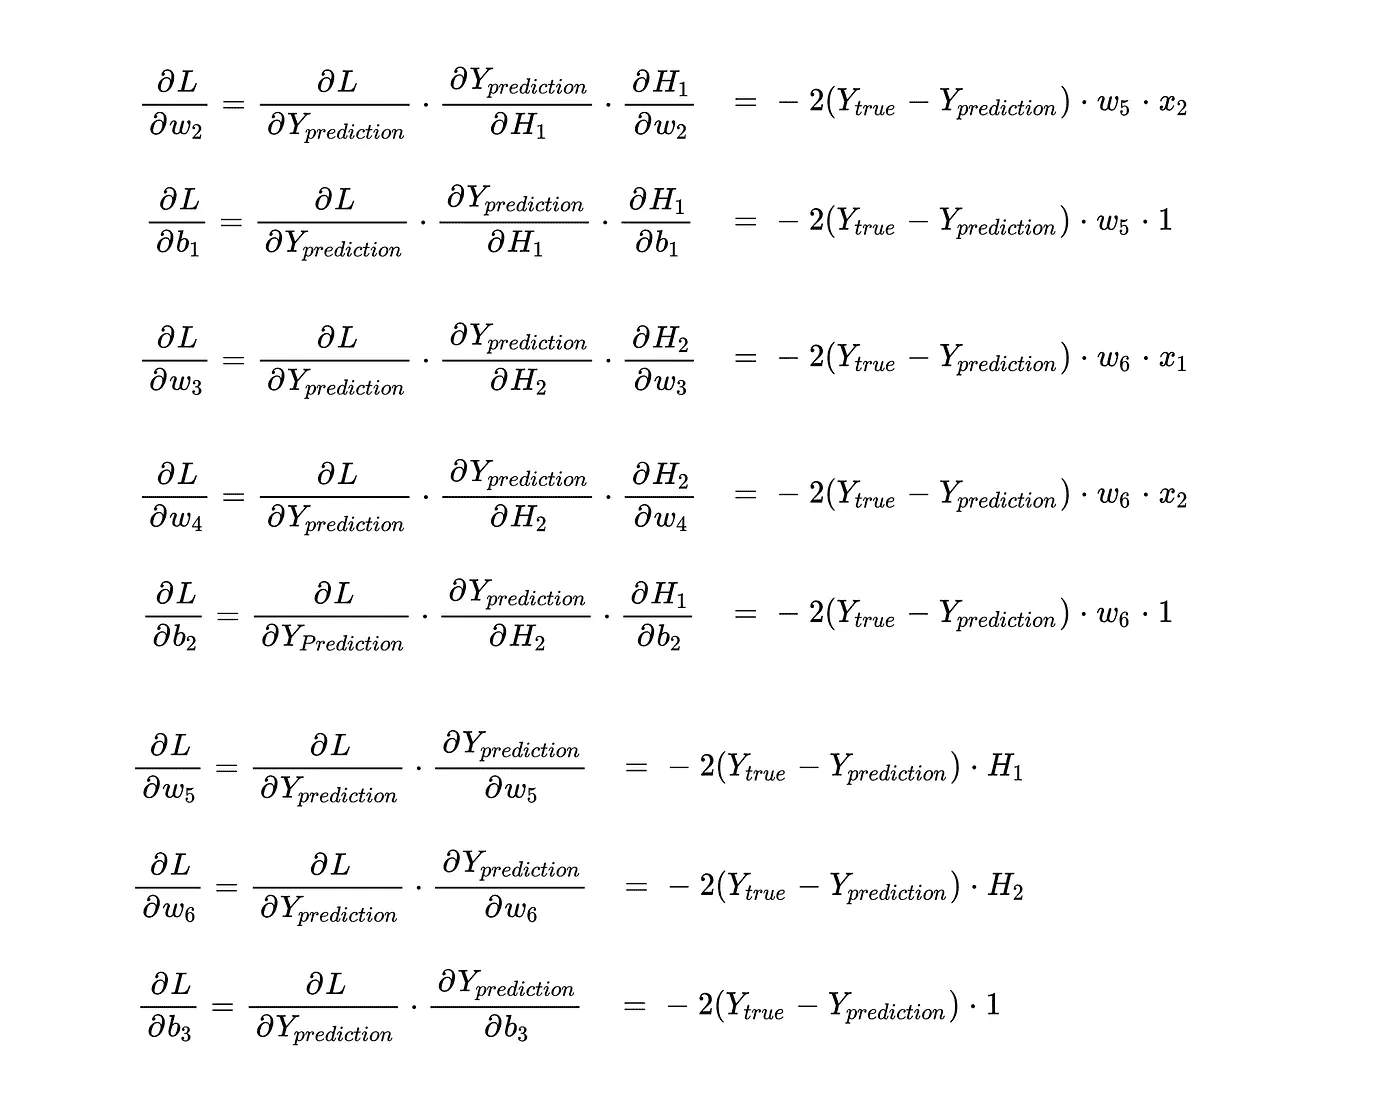 $\frac{\partial L}{\partial w_2} = \frac{\partial L}{\partial Y_{prediction}} \cdot \frac{\partial Y_{prediction}}{\partial H_1} \cdot \frac{\partial H_1}{\partial w_2} = -2(Y_{true} - Y_{prediction}) \cdot w_5 \cdot x_2$
$\frac{\partial L}{\partial b_1} = \frac{\partial L}{\partial Y_{prediction}} \cdot \frac{\partial Y_{prediction}}{\partial H_1} \cdot \frac{\partial H_1}{\partial b_1} = -2(Y_{true} - Y_{prediction}) \cdot w_5 \cdot 1$
$\frac{\partial L}{\partial w_3} = \frac{\partial L}{\partial Y_{prediction}} \cdot \frac{\partial Y_{prediction}}{\partial H_2} \cdot \frac{\partial H_2}{\partial w_3} = -2(Y_{true} - Y_{prediction}) \cdot w_6 \cdot x_1$
$\frac{\partial L}{\partial w_4} = \frac{\partial L}{\partial Y_{prediction}} \cdot \frac{\partial Y_{prediction}}{\partial H_2} \cdot \frac{\partial H_2}{\partial w_4} = -2(Y_{true} - Y_{prediction}) \cdot w_6 \cdot x_2$
$\frac{\partial L}{\partial b_2} = \frac{\partial L}{\partial Y_{Prediction}} \cdot \frac{\partial Y_{prediction}}{\partial H_2} \cdot \frac{\partial H_1}{\partial b_2} = -2(Y_{true} - Y_{prediction}) \cdot w_6 \cdot 1$
$\frac{\partial L}{\partial w_5} = \frac{\partial L}{\partial Y_{prediction}} \cdot \frac{\partial Y_{prediction}}{\partial w_5} = -2(Y_{true} - Y_{prediction}) \cdot H_1$
$\frac{\partial L}{\partial w_6} = \frac{\partial L}{\partial Y_{prediction}} \cdot \frac{\partial Y_{prediction}}{\partial w_6} = -2(Y_{true} - Y_{prediction}) \cdot H_2$
$\frac{\partial L}{\partial b_3} = \frac{\partial L}{\partial Y_{prediction}} \cdot \frac{\partial Y_{prediction}}{\partial b_3} = -2(Y_{true} - Y_{prediction}) \cdot 1$